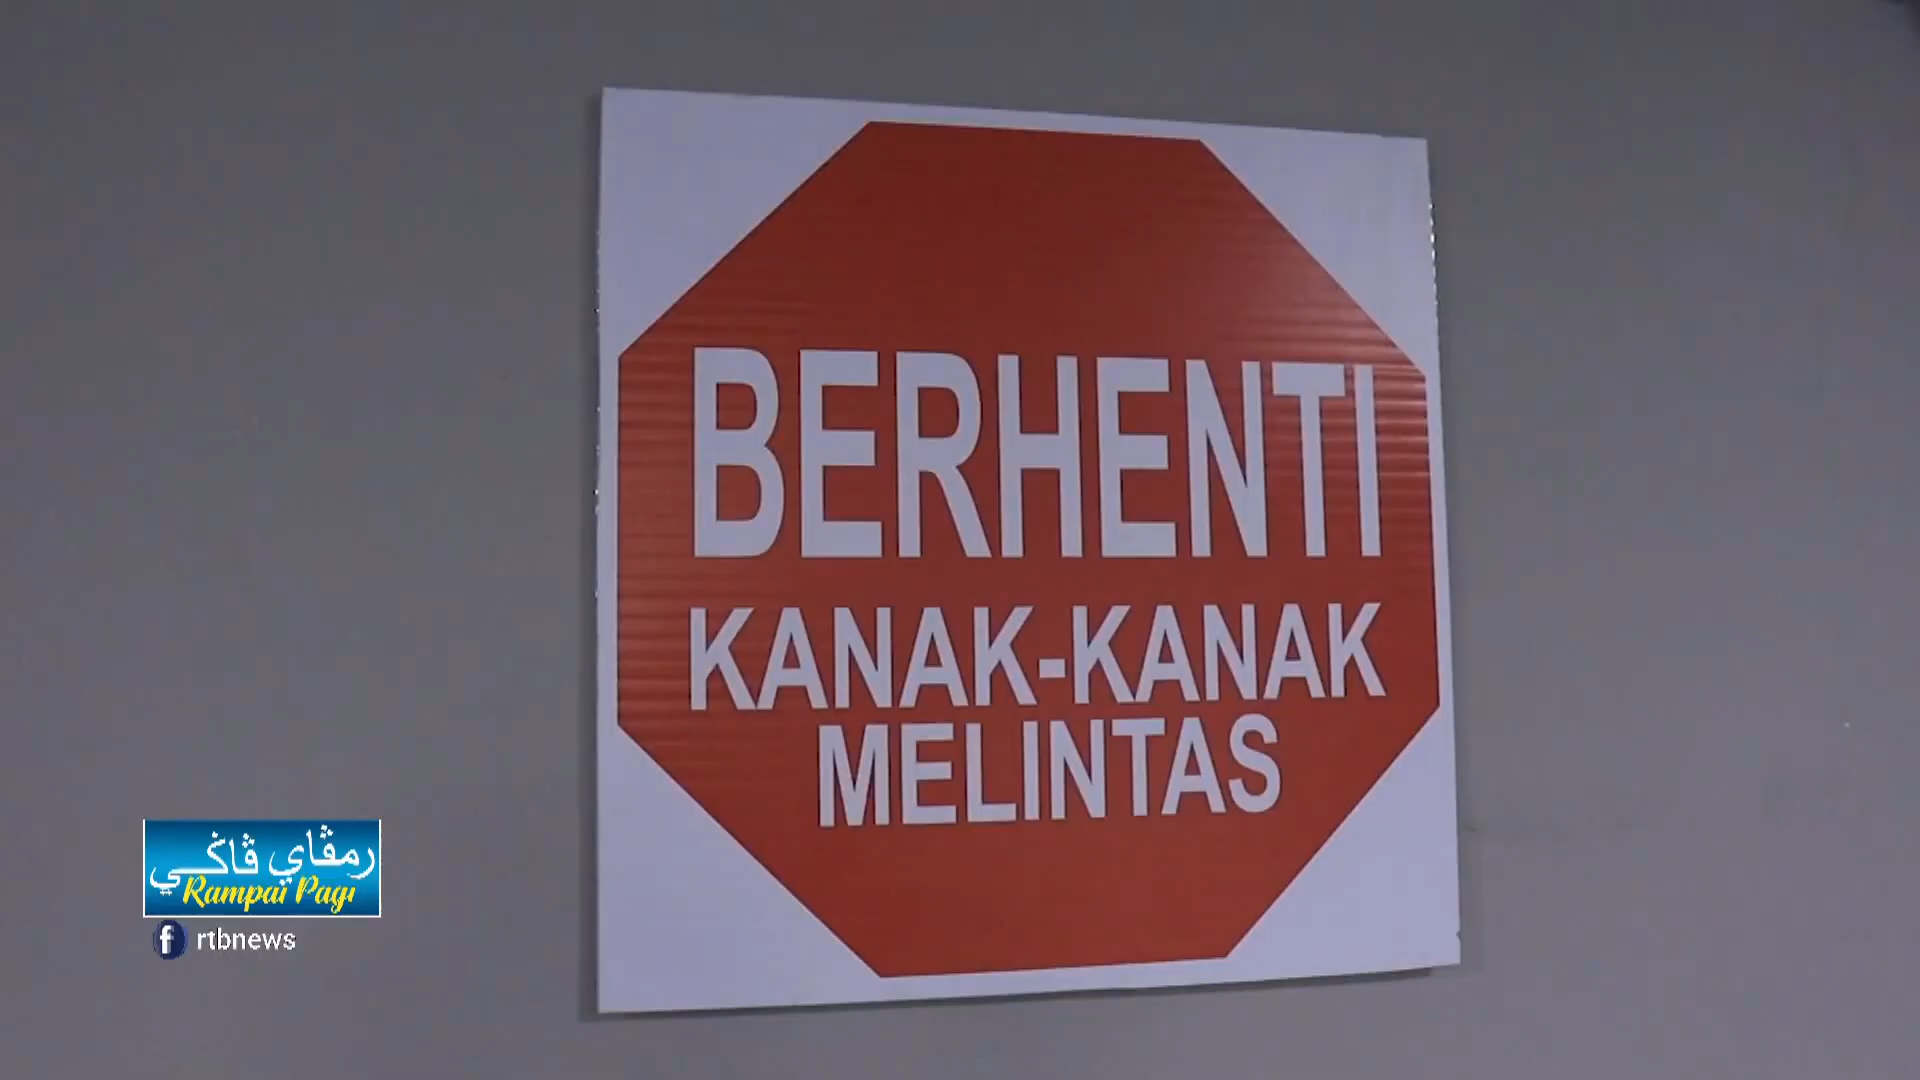 BERHENTI
KANAK-KANAK
MELINTAS
رمڤاي ڤاݢي
Rampai Pagi
f rtbnews